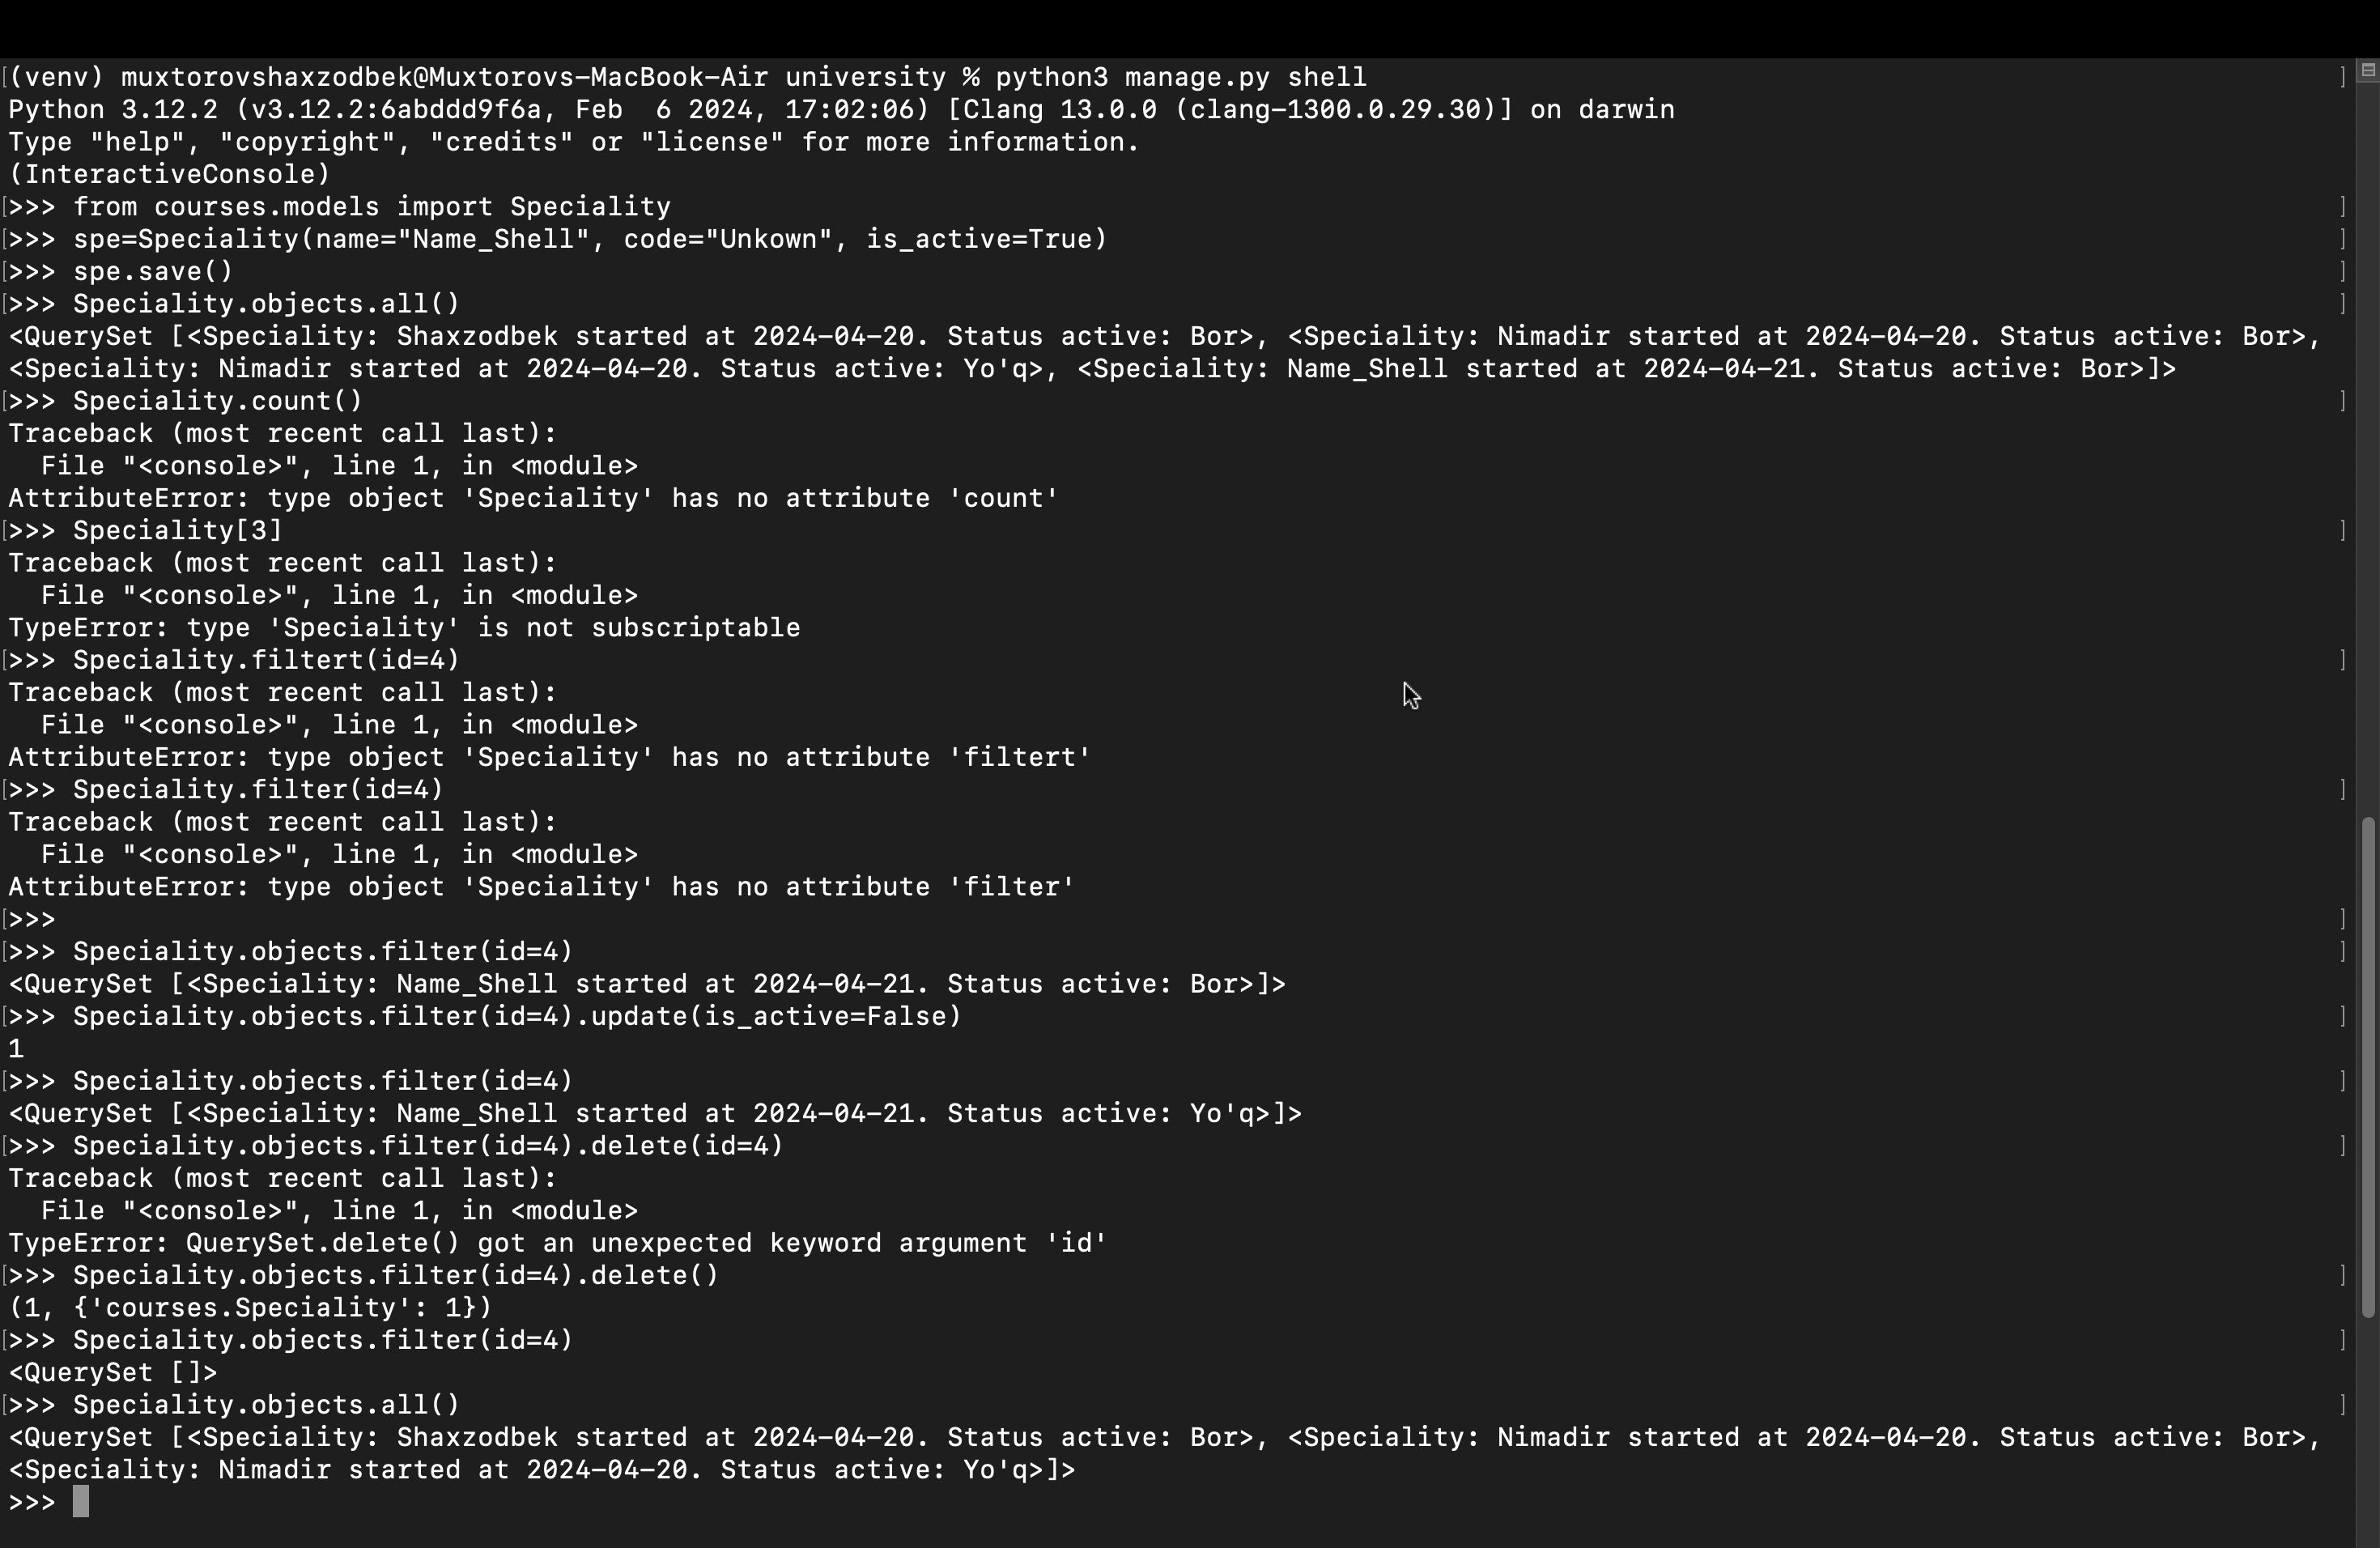 (venv) muxtorovshaxzodbek@Muxtorovs-MacBook-Air university % python3 manage.py shell
Python 3.12.2 (v3.12.2:6abddd9f6a, Feb  6 2024, 17:02:06) [Clang 13.0.0 (clang-1300.0.29.30)] on darwin
Type "help", "copyright", "credits" or "license" for more information.
(InteractiveConsole)
>>> from courses.models import Speciality
>>> spe=Speciality(name="Name_Shell", code="Unkown", is_active=True)
>>> spe.save()
>>> Speciality.objects.all()
<QuerySet [<Speciality: Shaxzodbek started at 2024-04-20. Status active: Bor>, <Speciality: Nimadir started at 2024-04-20. Status active: Bor>,
<Speciality: Nimadir started at 2024-04-20. Status active: Yo'q>, <Speciality: Name_Shell started at 2024-04-21. Status active: Bor>]>
>>> Speciality.count()
Traceback (most recent call last):
  File "<console>", line 1, in <module>
AttributeError: type object 'Speciality' has no attribute 'count'
>>> Speciality[3]
Traceback (most recent call last):
  File "<console>", line 1, in <module>
TypeError: type 'Speciality' is not subscriptable
>>> Speciality.filtert(id=4)
Traceback (most recent call last):
  File "<console>", line 1, in <module>
AttributeError: type object 'Speciality' has no attribute 'filtert'
>>> Speciality.filter(id=4)
Traceback (most recent call last):
  File "<console>", line 1, in <module>
AttributeError: type object 'Speciality' has no attribute 'filter'
>>>
>>> Speciality.objects.filter(id=4)
<QuerySet [<Speciality: Name_Shell started at 2024-04-21. Status active: Bor>]>
>>> Speciality.objects.filter(id=4).update(is_active=False)
1
>>> Speciality.objects.filter(id=4)
<QuerySet [<Speciality: Name_Shell started at 2024-04-21. Status active: Yo'q>]>
>>> Speciality.objects.filter(id=4).delete(id=4)
Traceback (most recent call last):
  File "<console>", line 1, in <module>
TypeError: QuerySet.delete() got an unexpected keyword argument 'id'
>>> Speciality.objects.filter(id=4).delete()
(1, {'courses.Speciality': 1})
>>> Speciality.objects.filter(id=4)
<QuerySet []>
>>> Speciality.objects.all()
<QuerySet [<Speciality: Shaxzodbek started at 2024-04-20. Status active: Bor>, <Speciality: Nimadir started at 2024-04-20. Status active: Bor>,
<Speciality: Nimadir started at 2024-04-20. Status active: Yo'q>]>
>>>